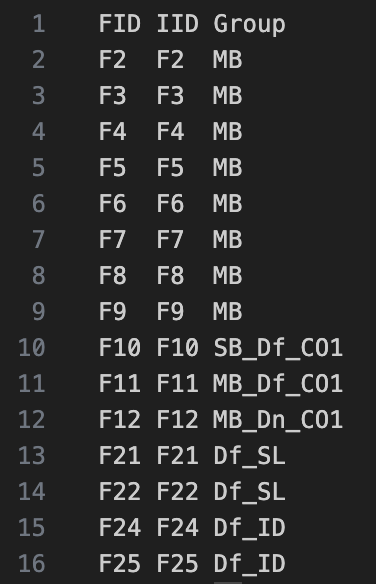 1 FID IID Group
2 F2 F2 MB
3 F3 F3 MB
4 F4 F4 MB
5 F5 F5 MB
6 F6 F6 MB
7 F7 F7 MB
8 F8 F8 MB
9 F9 F9 MB
10 F10 F10 SB_Df_CO1
11 F11 F11 MB_Df_CO1
12 F12 F12 MB_Dn_CO1
13 F21 F21 Df_SL
14 F22 F22 Df_SL
15 F24 F24 Df_ID
16 F25 F25 Df_ID